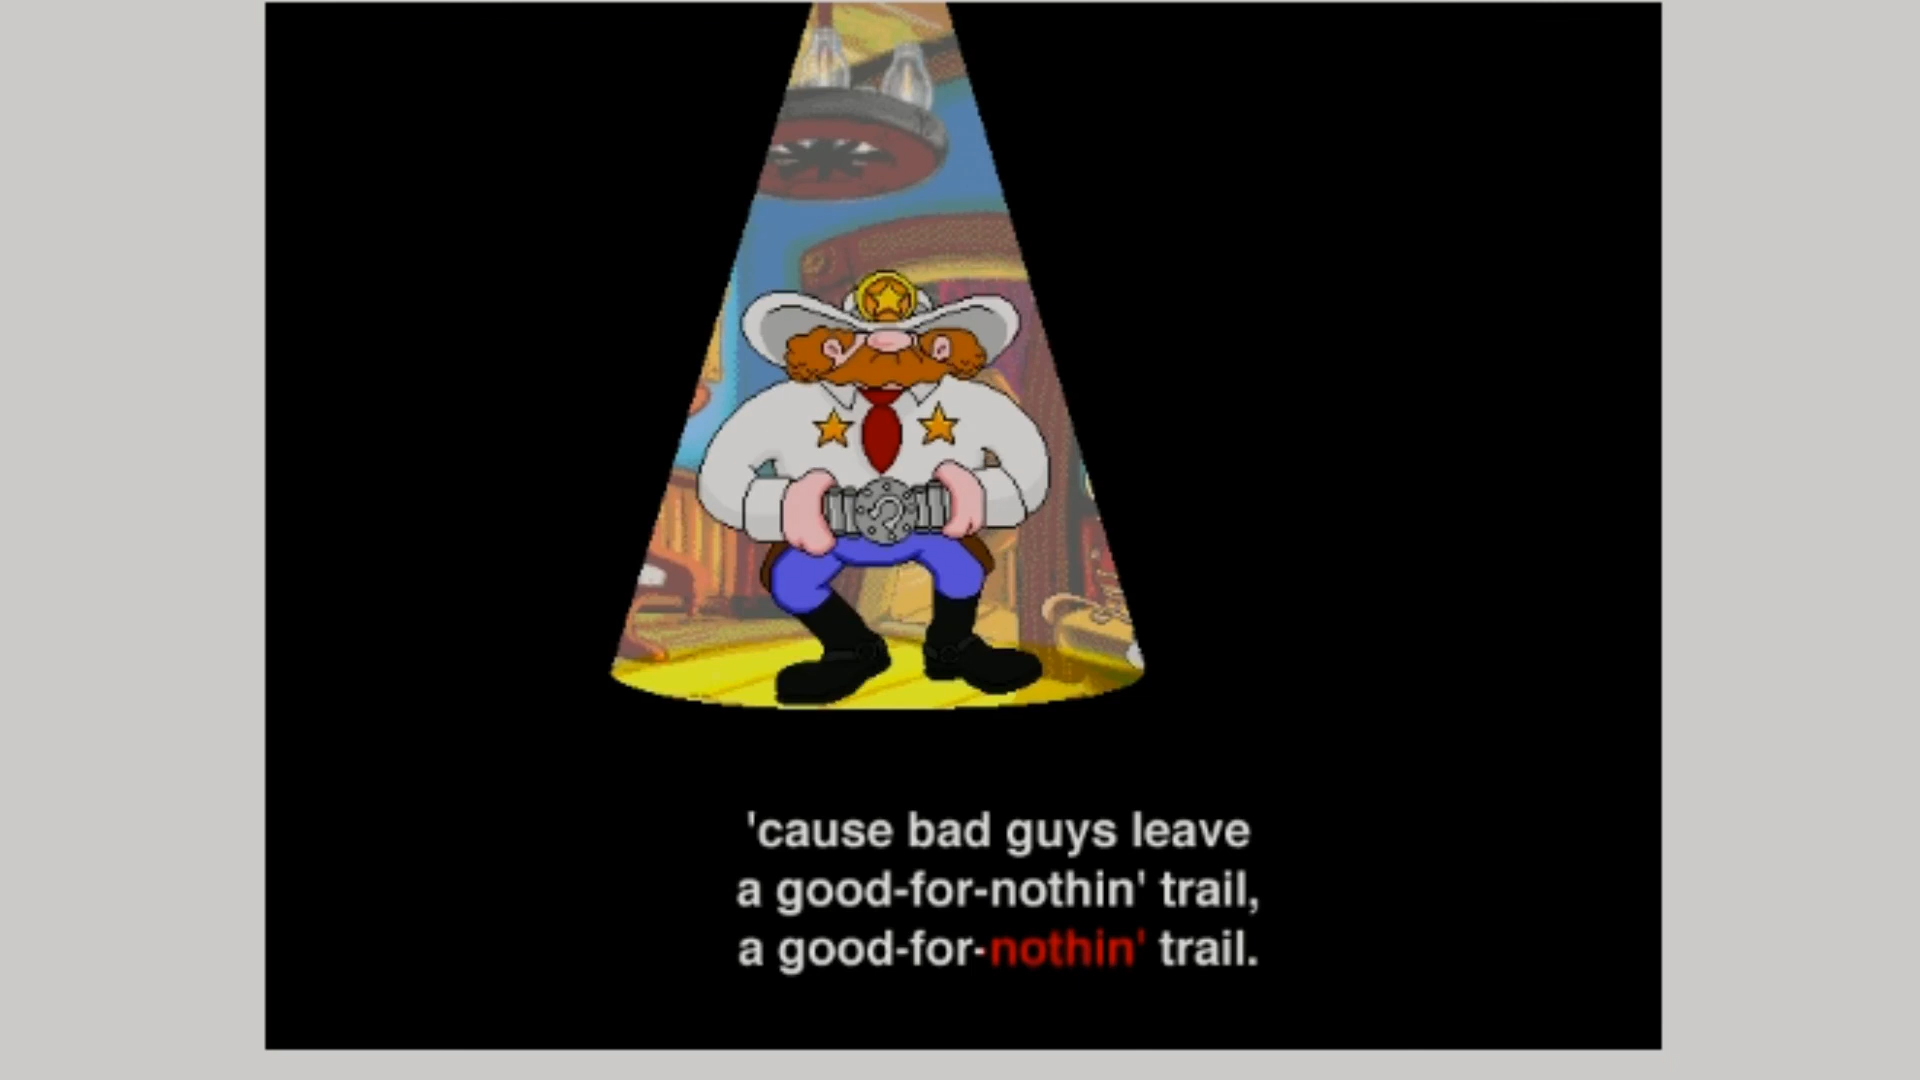 'cause bad guys leave
a good-for-nothin' trail,
a good-for-nothin' trail.